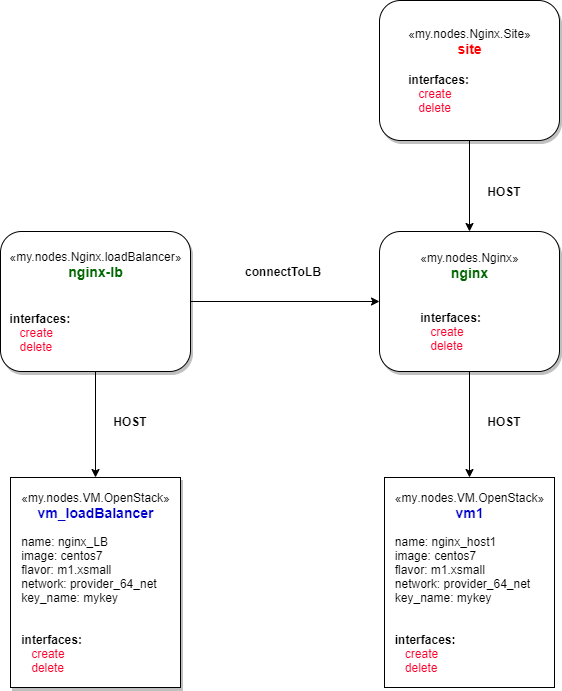 «my.nodes.Nginx.Site»
site
interfaces:
create
delete
HOST
«my.nodes.Nginx.loadBalancer»
nginx-lb
interfaces:
create
delete
connectToLB
«my.nodes.Nginx»
nginx
interfaces:
create
delete
HOST
HOST
«my.nodes.VM.OpenStack»
vm_loadBalancer
name: nginx_LB
image: centos7
flavor: m1.xsmall
network: provider_64_net
key_name: mykey
interfaces:
create
delete
«my.nodes.VM.OpenStack»
vm1
name: nginx_host1
image: centos7
flavor: m1.xsmall
network: provider_64_net
key_name: mykey
interfaces:
create
delete